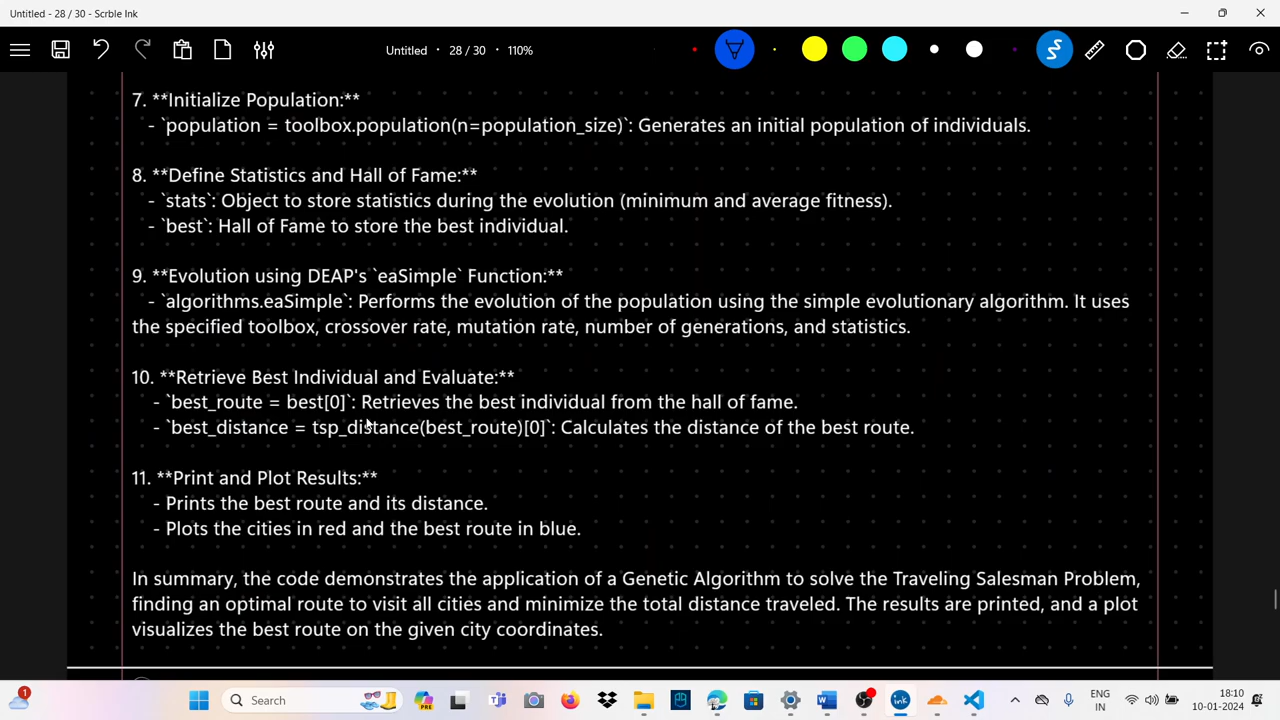 Untitled - 28 / 30 - Scrble Ink
Untitled • 28 / 30 • 110%
7. **Initialize Population:**
- `population = toolbox.population(n=population_size)`: Generates an initial population of individuals.
8. **Define Statistics and Hall of Fame:**
- `stats`: Object to store statistics during the evolution (minimum and average fitness).
- `best`: Hall of Fame to store the best individual.
9. **Evolution using DEAP's `eaSimple` Function:**
- `algorithms.eaSimple`: Performs the evolution of the population using the simple evolutionary algorithm. It uses
the specified toolbox, crossover rate, mutation rate, number of generations, and statistics.
10. **Retrieve Best Individual and Evaluate:**
- `best_route = best[0]`: Retrieves the best individual from the hall of fame.
- `best_distance = tsp_distance(best_route)[0]`: Calculates the distance of the best route.
11. **Print and Plot Results:**
- Prints the best route and its distance.
- Plots the cities in red and the best route in blue.
In summary, the code demonstrates the application of a Genetic Algorithm to solve the Traveling Salesman Problem,
finding an optimal route to visit all cities and minimize the total distance traveled. The results are printed, and a plot
visualizes the best route on the given city coordinates.
1
Search
PRE
ink
ENG
IN
18:10
10-01-2024